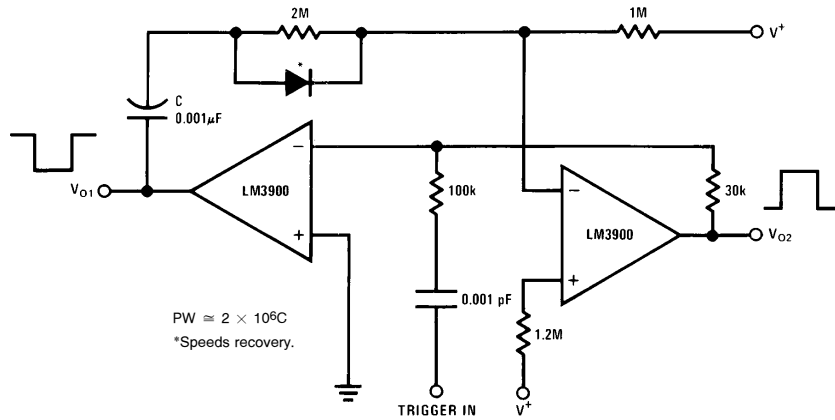 2M
1M
V+
*
C
0.001μF
−
LM3900
+
VO1
100k
30k
−
LM3900
+
VO2
0.001 pF
1.2M
PW ≅ 2 × 10⁶C
*Speeds recovery.
TRIGGER IN
V+